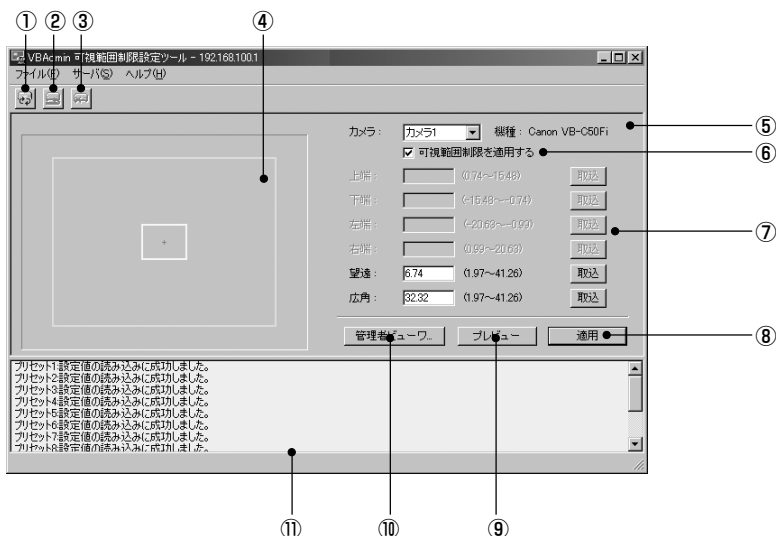 ① ② ③ ④
VBAdmin 可視範囲制限設定ツール - 192.168.100.1
ファイル(F) サーバ(S) ヘルプ(H)
カメラ： カメラ1 機種： Canon VB-C50Fi ⑤
可視範囲制限を適用する ⑥
上端： (0.74～15.48) 取込
下端： (-15.48～-0.74) 取込
左端： (-20.63～-0.99) 取込
右端： (0.99～20.63) 取込
⑦
望遠： 6.74 (1.97～41.26) 取込
広角： 32.32 (1.97～41.26) 取込
管理者ビューワ... プレビュー 適用 ⑧
プリセット1:設定値の読み込みに成功しました。
プリセット2:設定値の読み込みに成功しました。
プリセット3:設定値の読み込みに成功しました。
プリセット4:設定値の読み込みに成功しました。
プリセット5:設定値の読み込みに成功しました。
プリセット6:設定値の読み込みに成功しました。
プリセット7:設定値の読み込みに成功しました。
プリセット8:設定値の読み込みに成功しました。
⑪ ⑩ ⑨